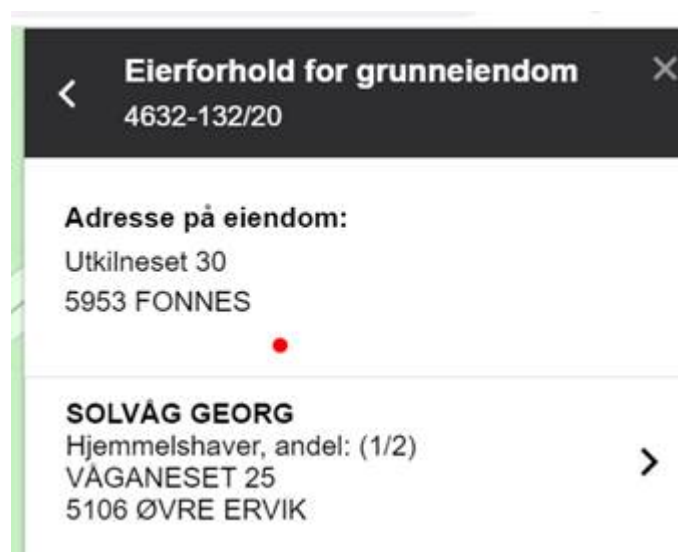 Eierforhold for grunneiendom
4632-132/20
Adresse på eiendom:
Utkilneset 30
5953 FONNES
SOLVÅG GEORG
Hjemmelshaver, andel: (1/2)
VÅGANESET 25
5106 ØVRE ERVIK